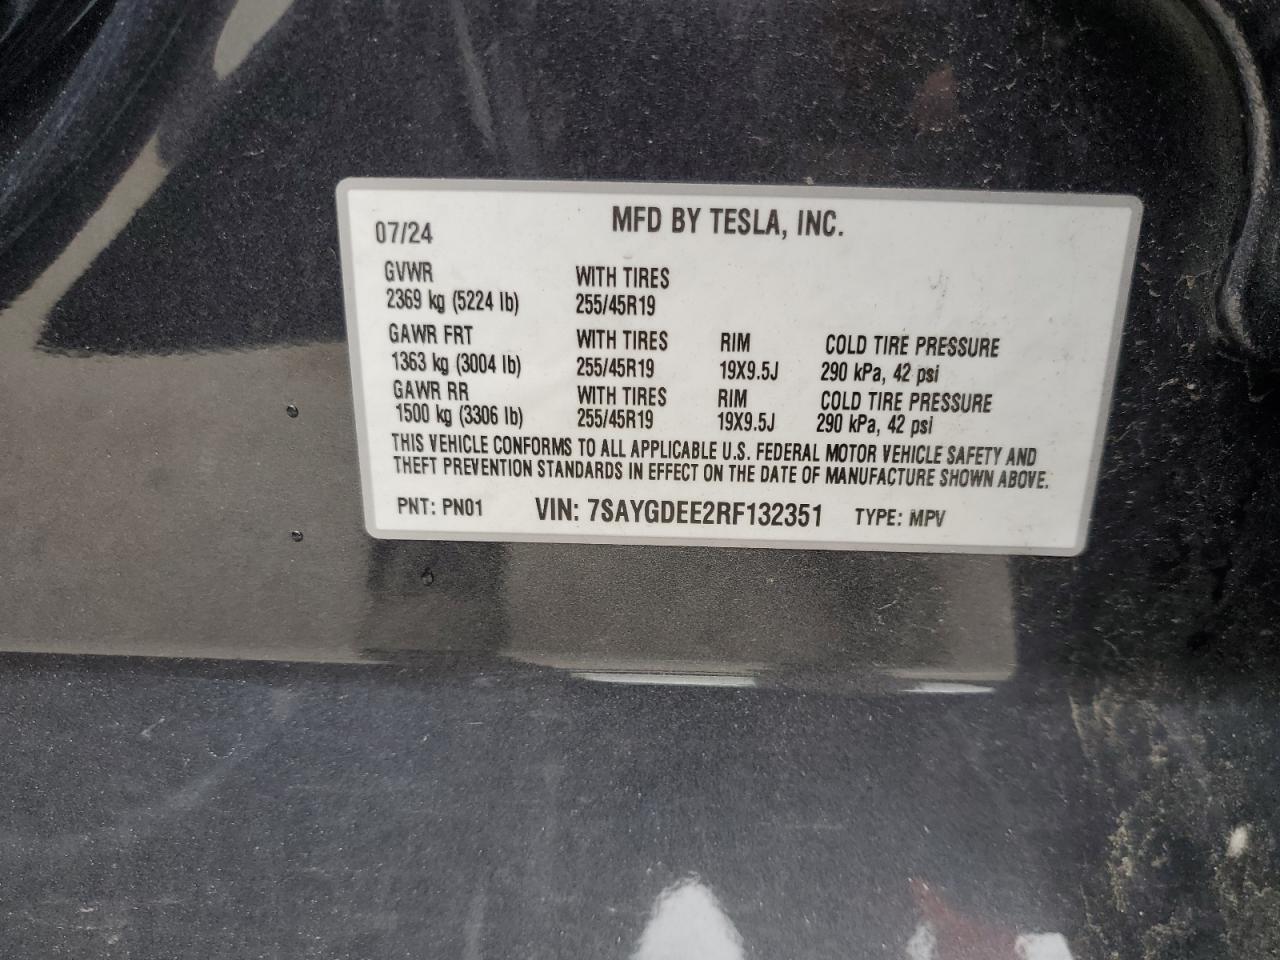 MFD BY TESLA, INC.
07/24
GVWR WITH TIRES
2369 kg (5224 lb) 255/45R19
GAWR FRT WITH TIRES RIM COLD TIRE PRESSURE
1363 kg (3004 lb) 255/45R19 19X9.5J 290 kPa, 42 psi
GAWR RR WITH TIRES RIM COLD TIRE PRESSURE
1500 kg (3306 lb) 255/45R19 19X9.5J 290 kPa, 42 psi
THIS VEHICLE CONFORMS TO ALL APPLICABLE U.S. FEDERAL MOTOR VEHICLE SAFETY AND
THEFT PREVENTION STANDARDS IN EFFECT ON THE DATE OF MANUFACTURE SHOWN ABOVE.
PNT: PN01 VIN: 7SAYGDEE2RF132351 TYPE: MPV